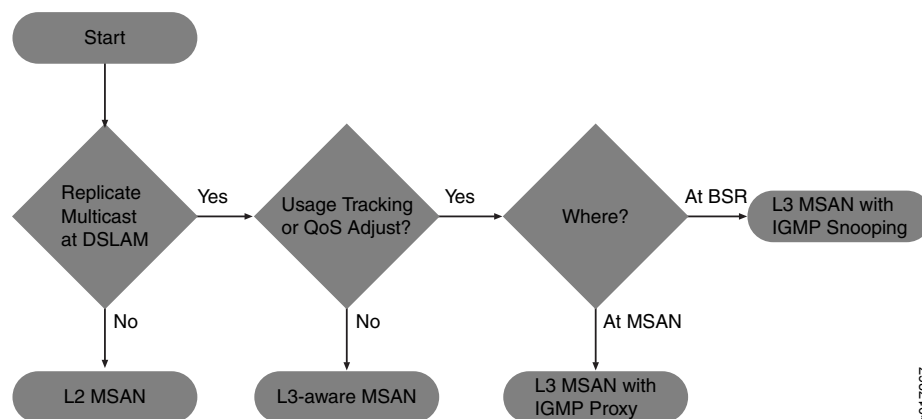 Start
Replicate
Multicast
at DSLAM
Yes
Usage Tracking
or QoS Adjust?
Yes
Where?
At BSR
L3 MSAN with
IGMP Snooping
No
No
At MSAN
L2 MSAN
L3-aware MSAN
L3 MSAN with
IGMP Proxy